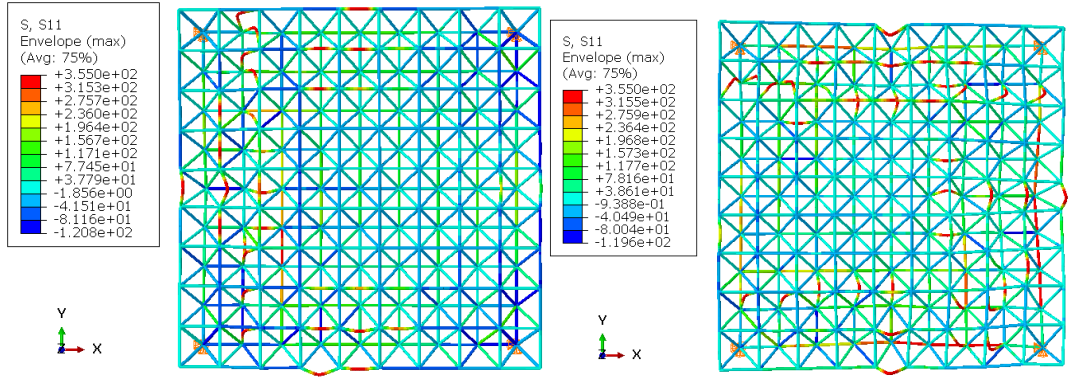 S, S11
Envelope (max)
(Avg: 75%)
+3.550e+02
+3.153e+02
+2.757e+02
+2.360e+02
+1.964e+02
+1.567e+02
+1.171e+02
+7.745e+01
+3.779e+01
-1.856e+00
-4.151e+01
-8.116e+01
-1.208e+02
Y
Z
X
S, S11
Envelope (max)
(Avg: 75%)
+3.550e+02
+3.155e+02
+2.759e+02
+2.364e+02
+1.968e+02
+1.573e+02
+1.177e+02
+7.816e+01
+3.861e+01
-9.388e-01
-4.049e+01
-8.004e+01
-1.196e+02
Y
Z
X